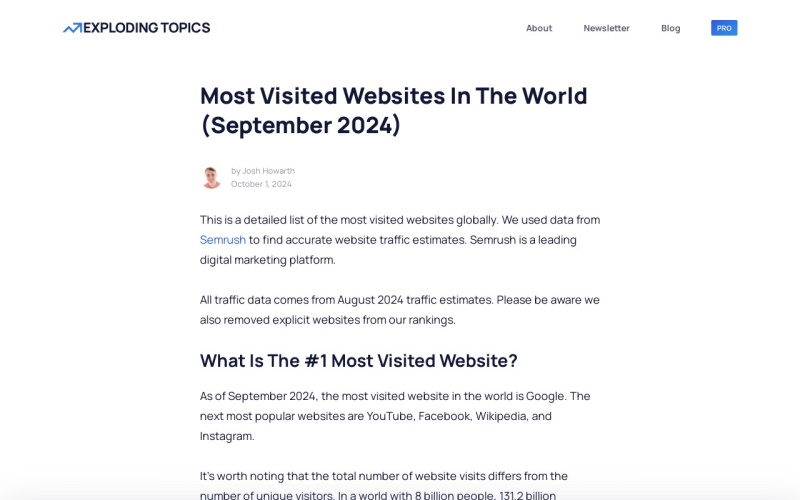 EXPLODING TOPICS
About Newsletter Blog PRO
Most Visited Websites In The World
(September 2024)
by Josh Howarth
October 1, 2024
This is a detailed list of the most visited websites globally. We used data from
Semrush to find accurate website traffic estimates. Semrush is a leading
digital marketing platform.
All traffic data comes from August 2024 traffic estimates. Please be aware we
also removed explicit websites from our rankings.
What Is The #1 Most Visited Website?
As of September 2024, the most visited website in the world is Google. The
next most popular websites are YouTube, Facebook, Wikipedia, and
Instagram.
It's worth noting that the total number of website visits differs from the
number of unique visitors. In a world with 8 billion people, 131.2 billion